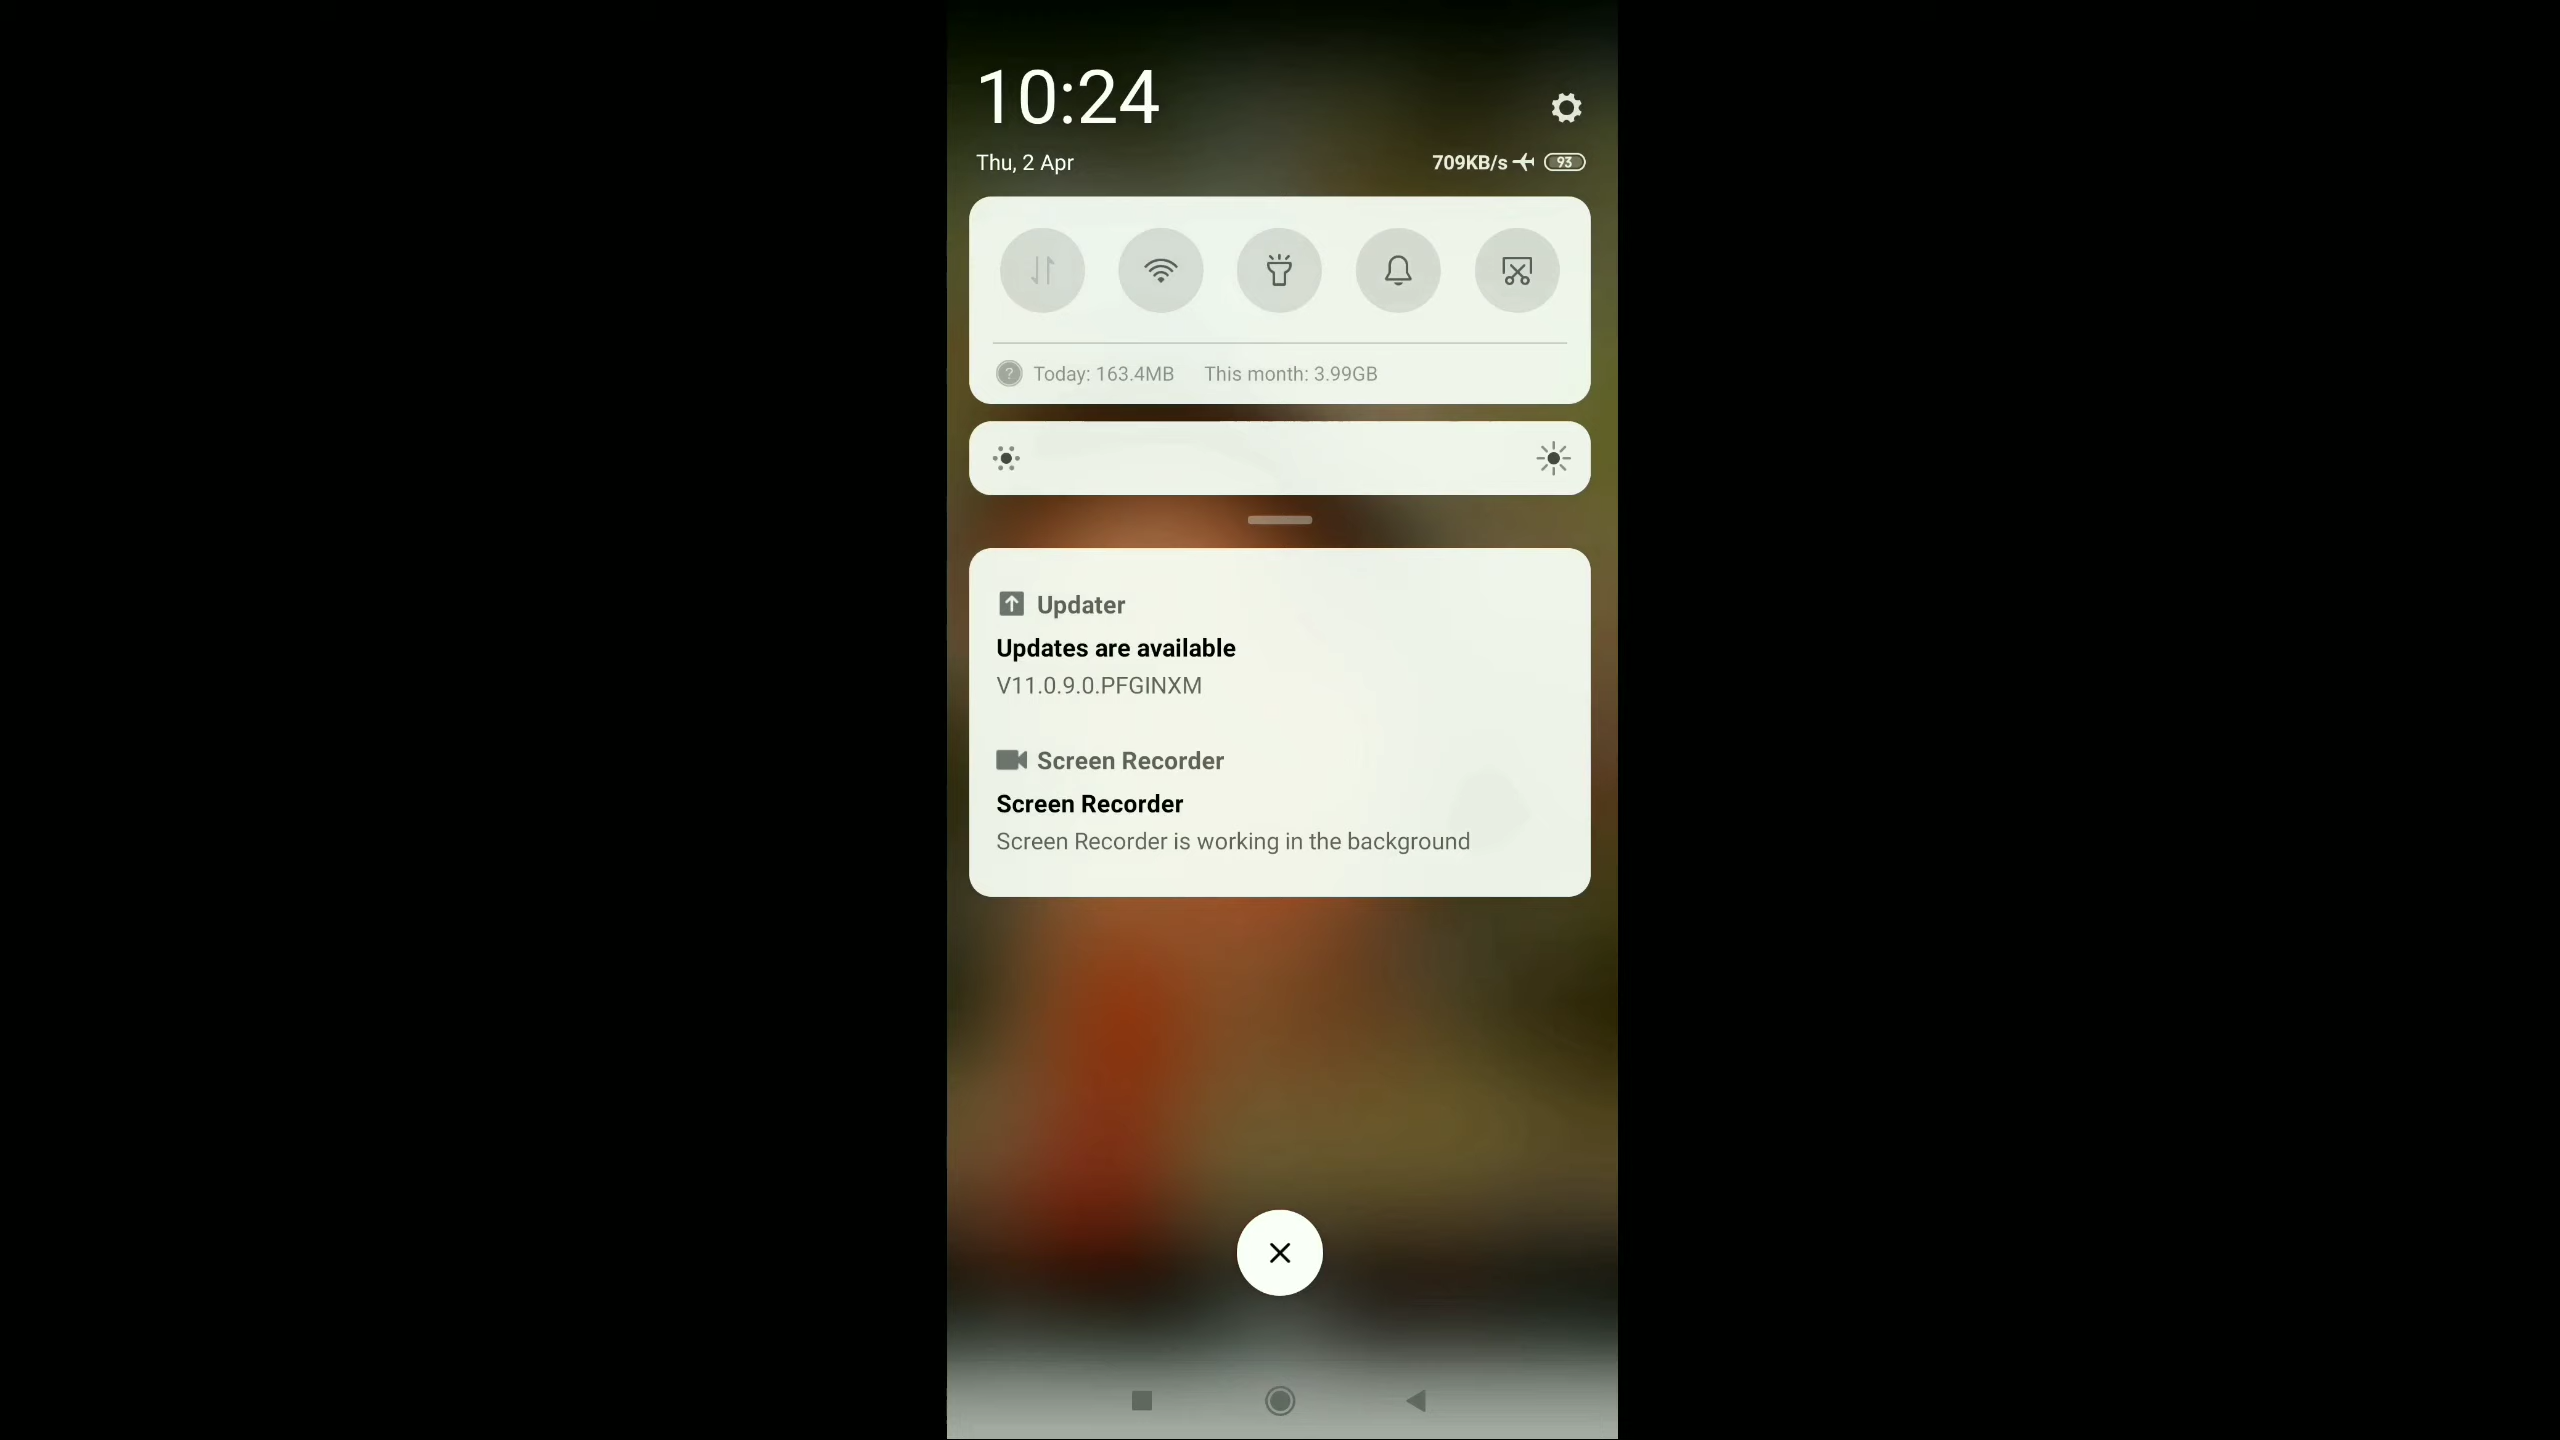 10:24
Thu, 2 Apr
709KB/s 93
Today: 163.4MB This month: 3.99GB
Updater
Updates are available
V11.0.9.0.PFGINXM
Screen Recorder
Screen Recorder
Screen Recorder is working in the background